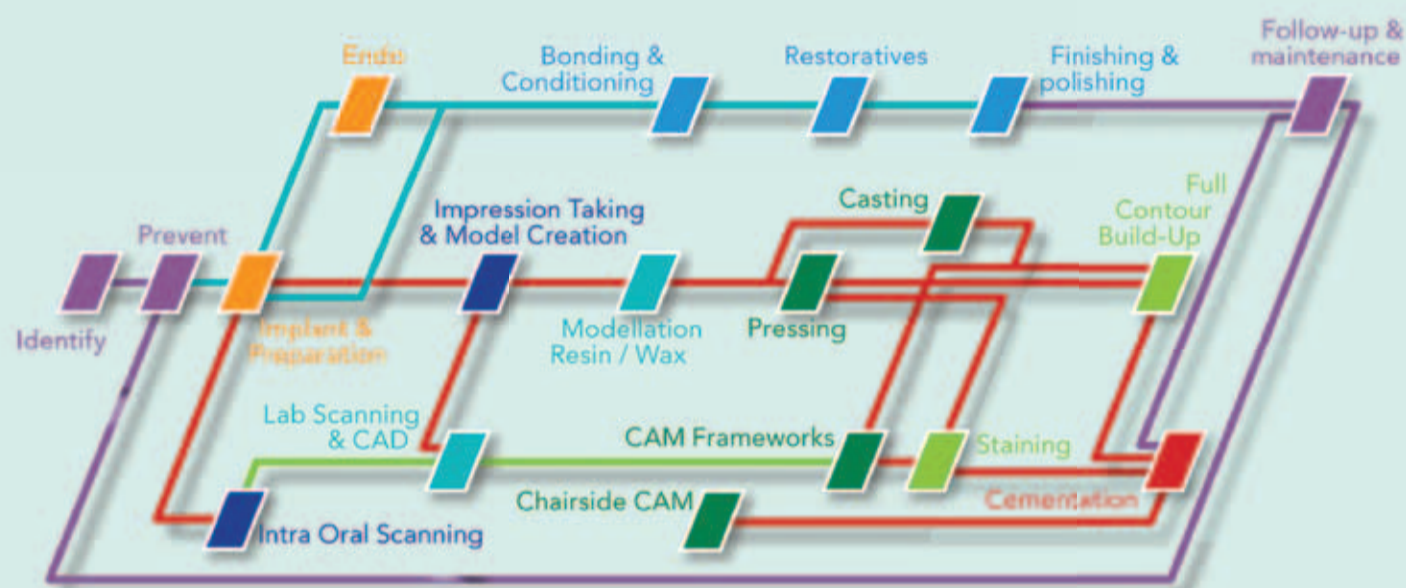 Endo
Bonding &
Conditioning
Restoratives
Finishing &
polishing
Follow-up &
maintenance
Identify
Prevent
Implant &
Preparation
Impression Taking
& Model Creation
Modellation
Resin / Wax
Casting
Pressing
Full
Contour
Build-Up
Lab Scanning
& CAD
Intra Oral Scanning
CAM Frameworks
Chairside CAM
Staining
Cementation